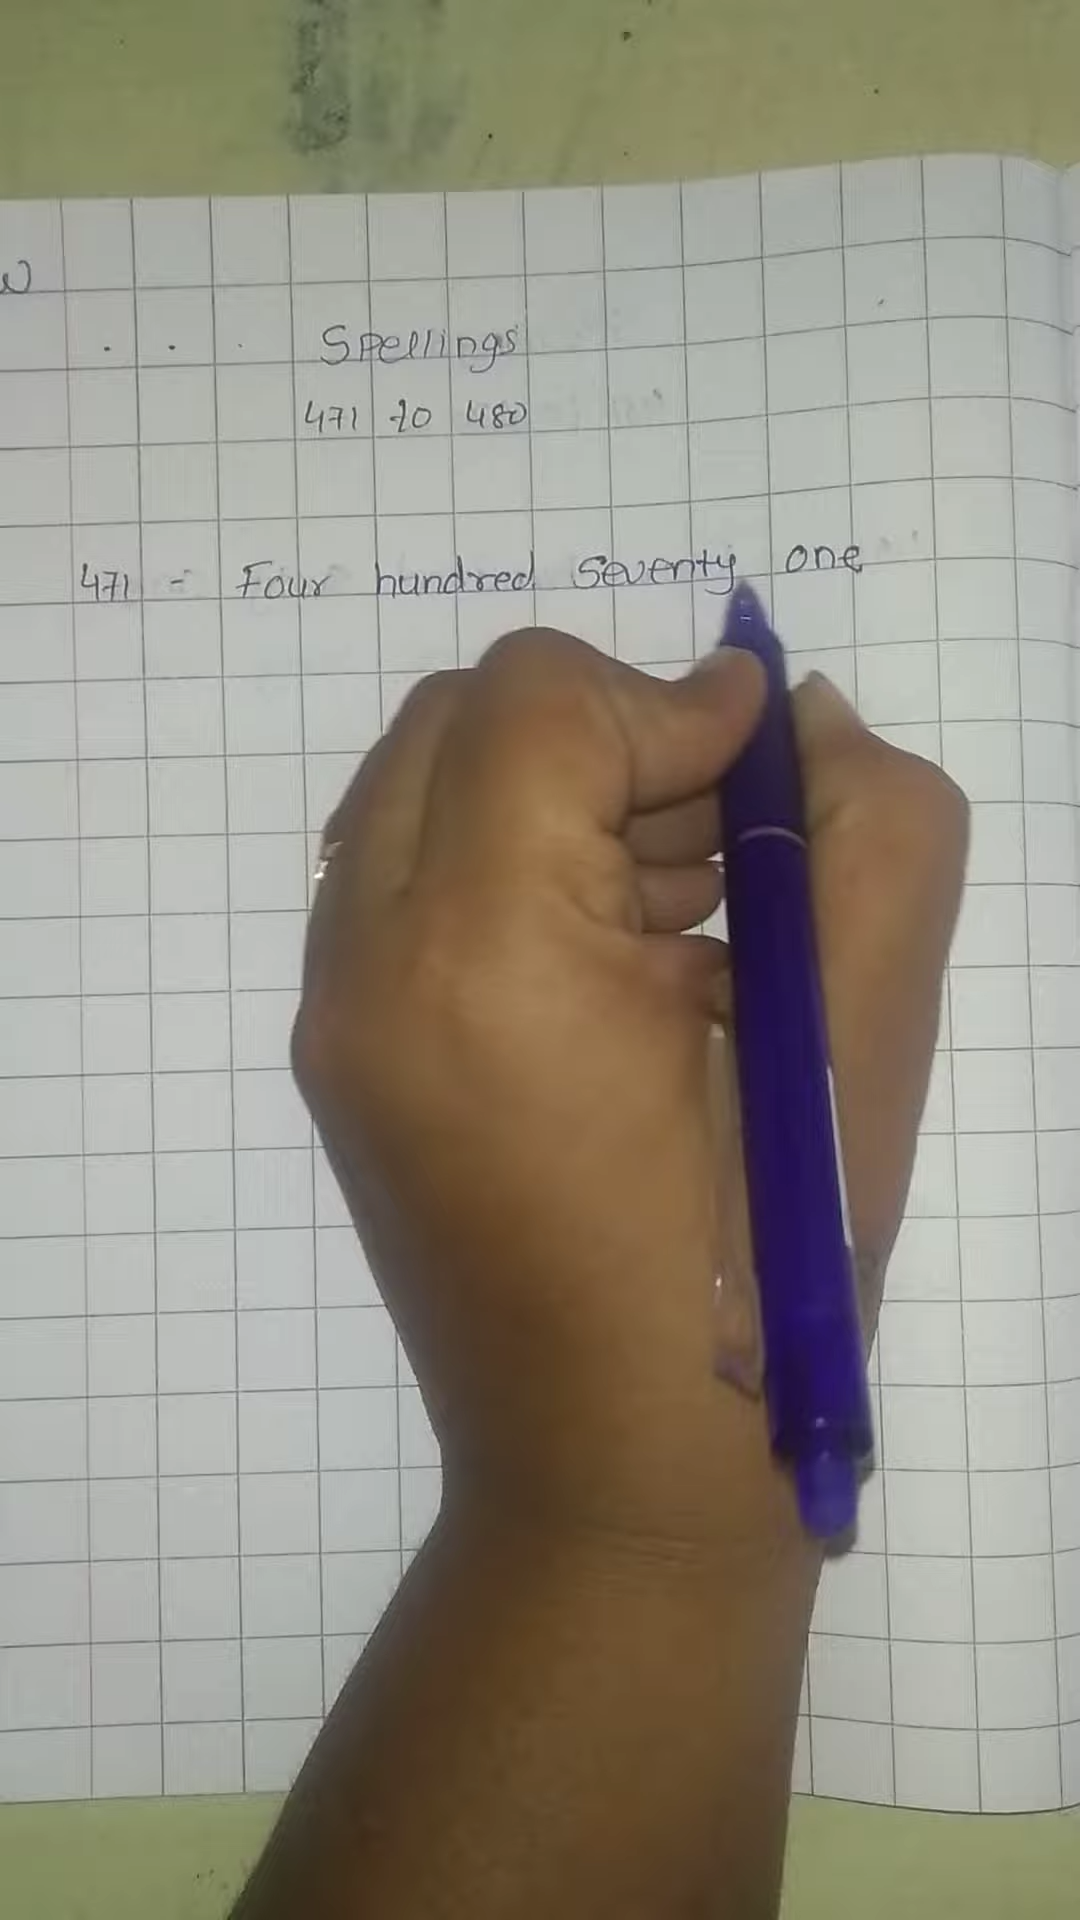 Spellings
471 to 480
471 = Four hundred Seventy one